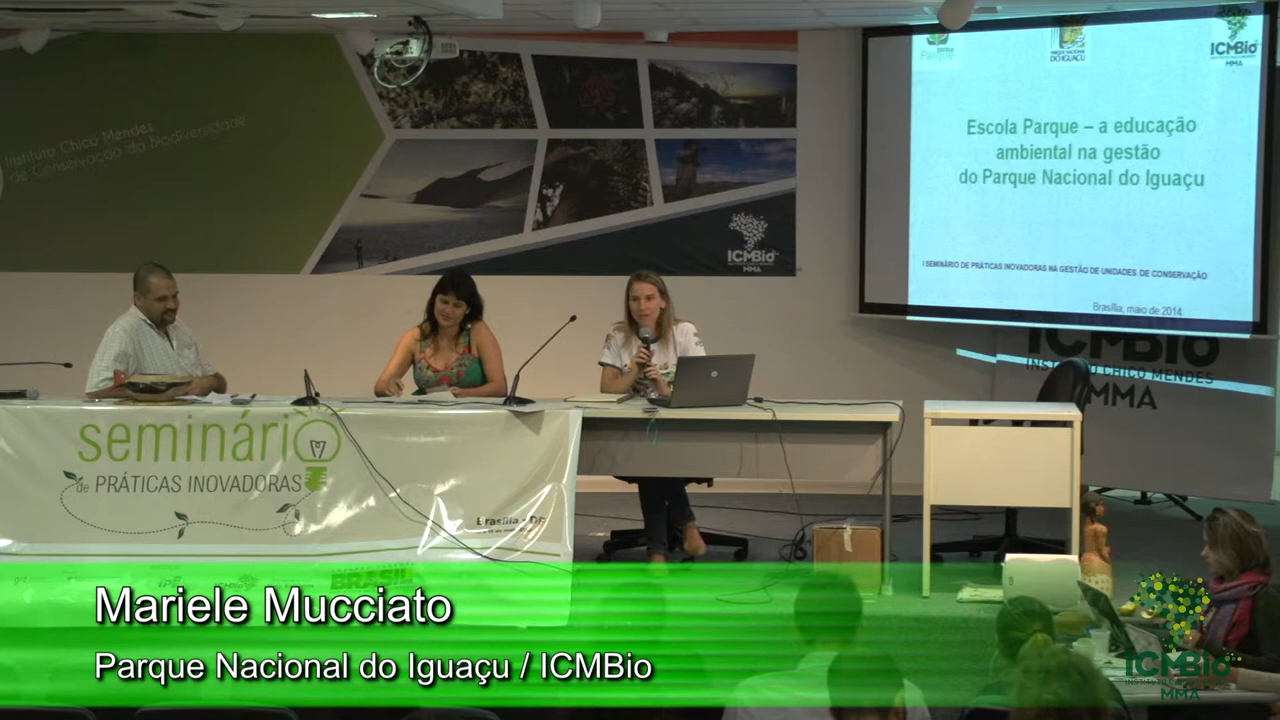 Instituto Chico Mendes
de Conservação da Biodiversidade
ICMBio
MMA
Parque
PARQUE NACIONAL
DO IGUAÇU
ICMBio
MMA
Escola Parque – a educação
ambiental na gestão
do Parque Nacional do Iguaçu
I SEMINÁRIO DE PRÁTICAS INOVADORAS NA GESTÃO DE UNIDADES DE CONSERVAÇÃO
Brasília, maio de 2014
ICMBio
INSTITUTO CHICO MENDES
MMA
seminário
de PRÁTICAS INOVADORAS
Brasília - DF
BRASIL
Mariele Mucciato
Parque Nacional do Iguaçu / ICMBio
ICMBio
MMA